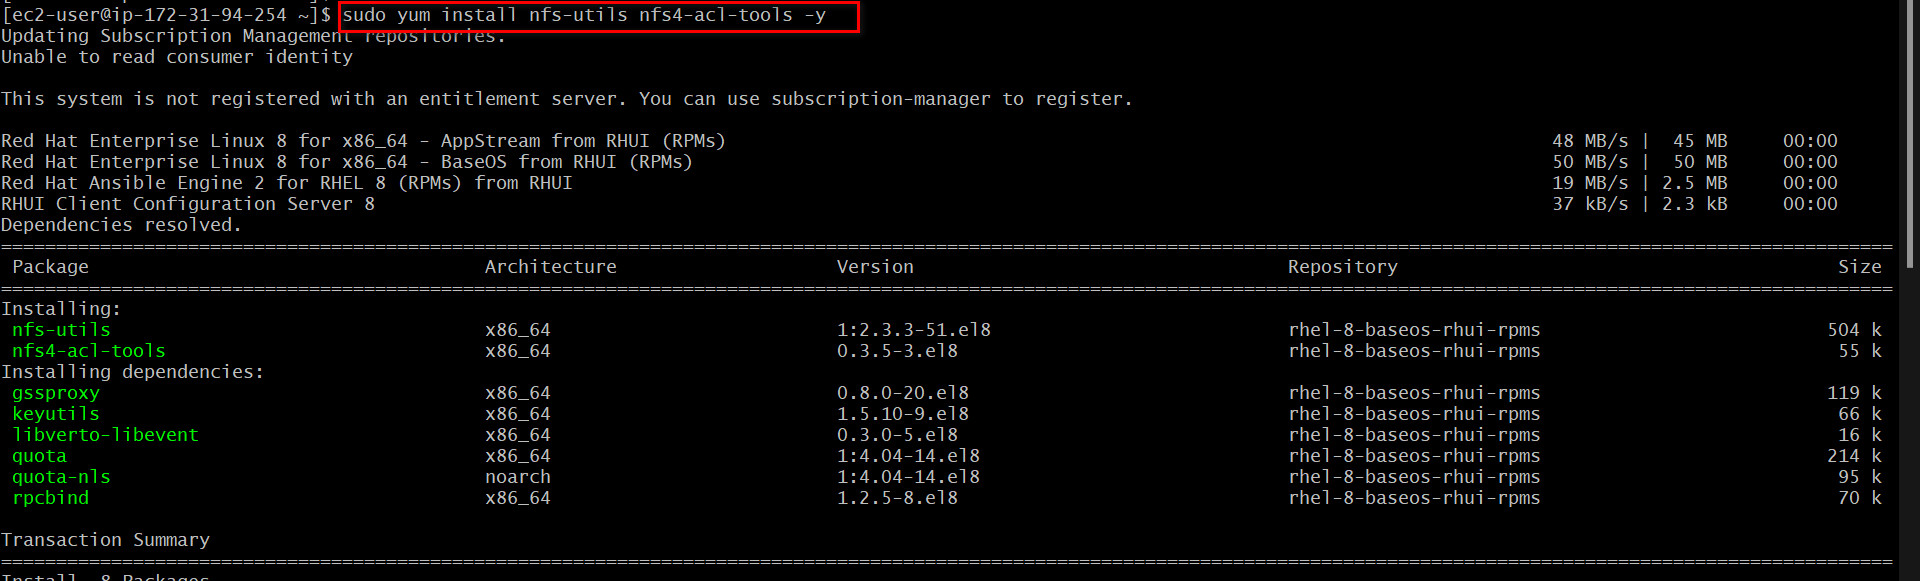 [ec2-user@ip-172-31-94-254 ~]$ sudo yum install nfs-utils nfs4-acl-tools -y
Updating Subscription Management repositories.
Unable to read consumer identity
This system is not registered with an entitlement server. You can use subscription-manager to register.
Red Hat Enterprise Linux 8 for x86_64 - AppStream from RHUI (RPMs) 48 MB/s | 45 MB 00:00
Red Hat Enterprise Linux 8 for x86_64 - BaseOS from RHUI (RPMs) 50 MB/s | 50 MB 00:00
Red Hat Ansible Engine 2 for RHEL 8 (RPMs) from RHUI 19 MB/s | 2.5 MB 00:00
RHUI Client Configuration Server 8 37 kB/s | 2.3 kB 00:00
Dependencies resolved.
Package Architecture Version Repository Size
Installing:
nfs-utils x86_64 1:2.3.3-51.el8 rhel-8-baseos-rhui-rpms 504 k
nfs4-acl-tools x86_64 0.3.5-3.el8 rhel-8-baseos-rhui-rpms 55 k
Installing dependencies:
gssproxy x86_64 0.8.0-20.el8 rhel-8-baseos-rhui-rpms 119 k
keyutils x86_64 1.5.10-9.el8 rhel-8-baseos-rhui-rpms 66 k
libverto-libevent x86_64 0.3.0-5.el8 rhel-8-baseos-rhui-rpms 16 k
quota x86_64 1:4.04-14.el8 rhel-8-baseos-rhui-rpms 214 k
quota-nls noarch 1:4.04-14.el8 rhel-8-baseos-rhui-rpms 95 k
rpcbind x86_64 1.2.5-8.el8 rhel-8-baseos-rhui-rpms 70 k
Transaction Summary
Install 8 Packages